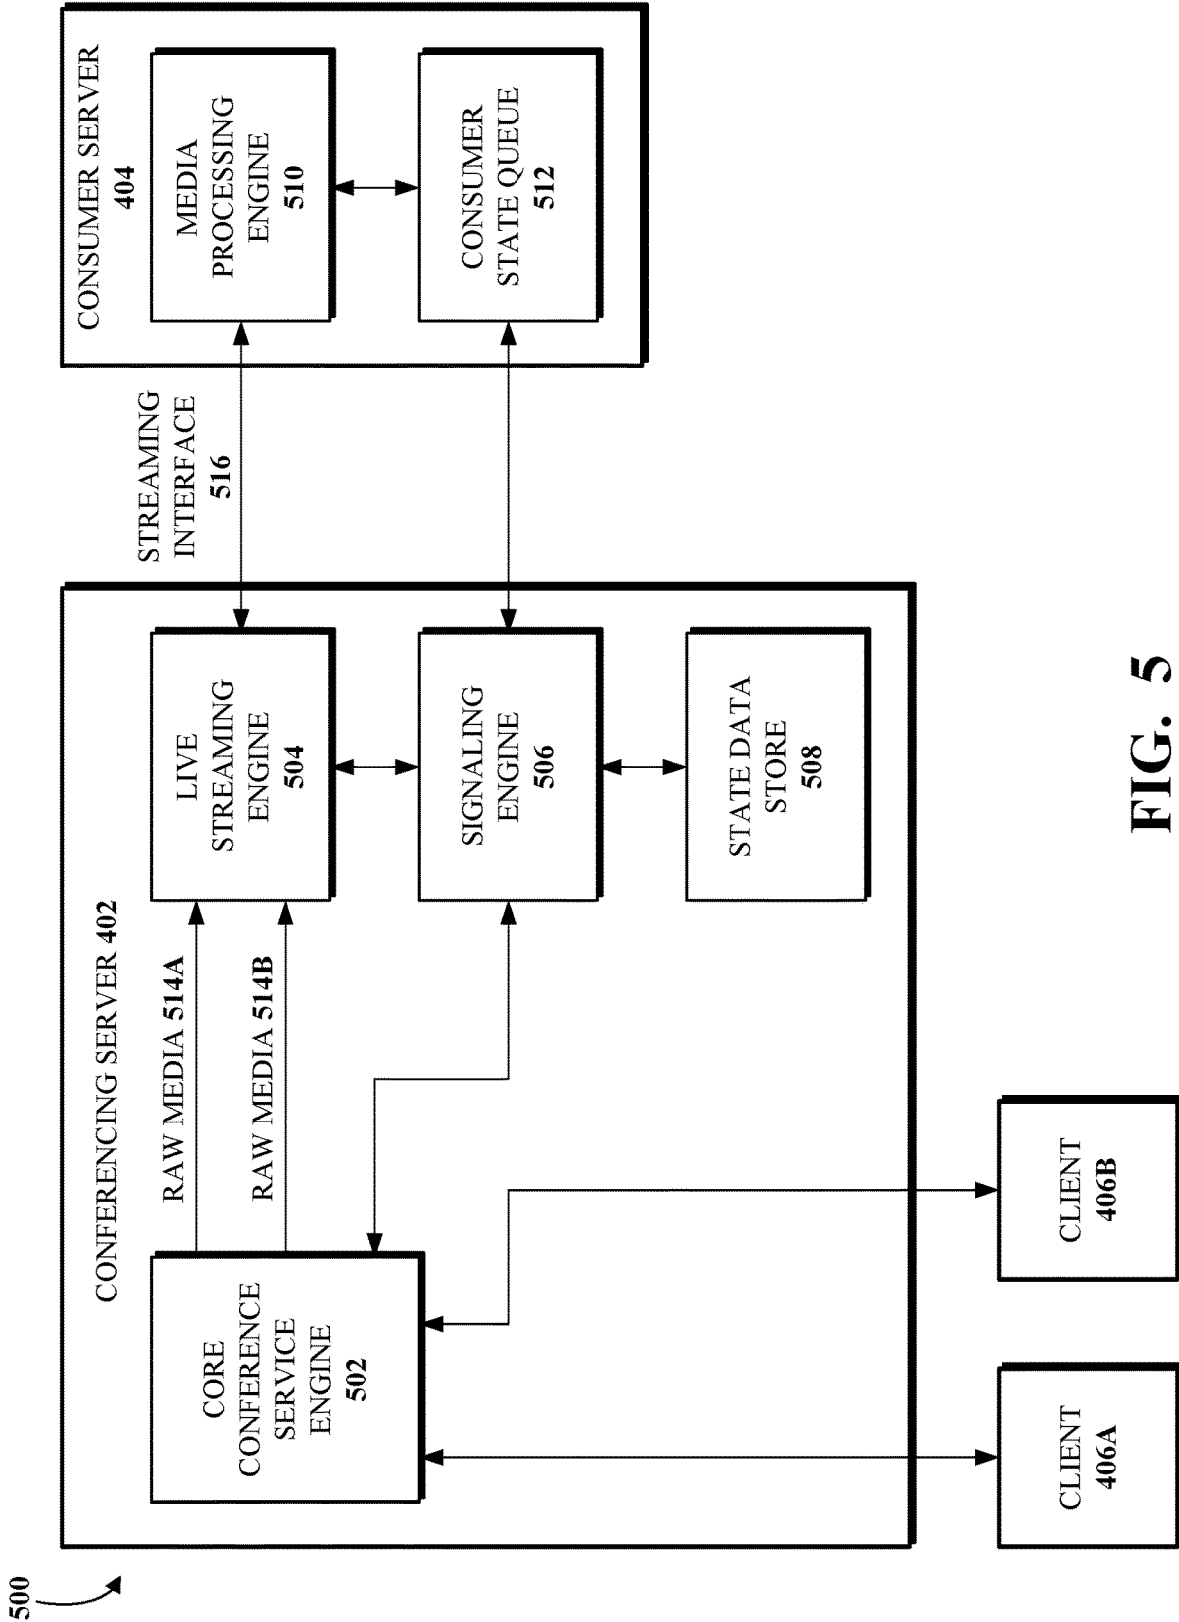 500
CONFERENCING SERVER 402
CORE
CONFERENCE
SERVICE
ENGINE
502
RAW MEDIA 514A
RAW MEDIA 514B
LIVE
STREAMING
ENGINE
504
SIGNALING
ENGINE
506
STATE DATA
STORE
508
STREAMING
INTERFACE
516
CONSUMER SERVER
404
MEDIA
PROCESSING
ENGINE
510
CONSUMER
STATE QUEUE
512
CLIENT
406A
CLIENT
406B
FIG. 5